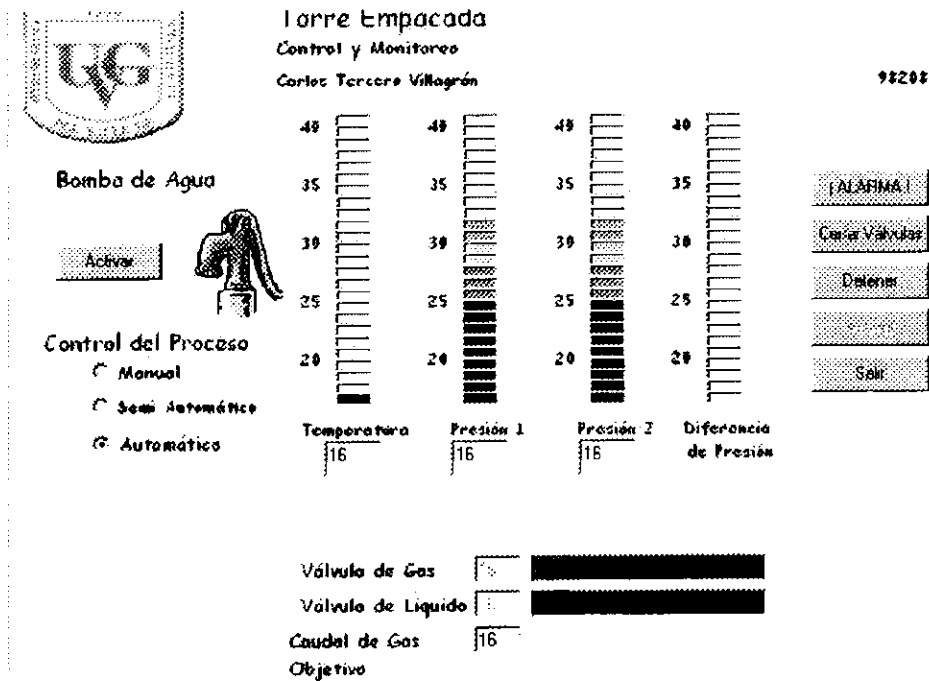 Torre Empacada
Control y Monitoreo
Carlos Tercero Villagrán
UVG
Bomba de Agua
Activar
Control del Proceso
Manual
Semi Automático
Automático
40 40 40 40
35 35 35 35
30 30 30 30
25 25 25 25
20 20 20 20
Temperatura Presión 1 Presión 2 Diferencia
de Presión
16 16 16
¡ALARMA!
Cerrar Válvulas
Detener
Salir
Válvula de Gas
Válvula de Líquido
Caudal de Gas 16
Objetivo